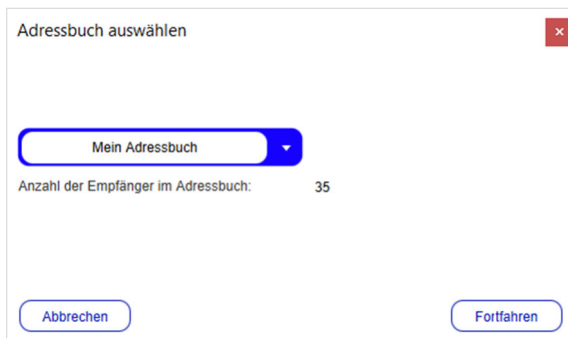 Adressbuch auswählen
Mein Adressbuch
Anzahl der Empfänger im Adressbuch: 35
Abbrechen Fortfahren